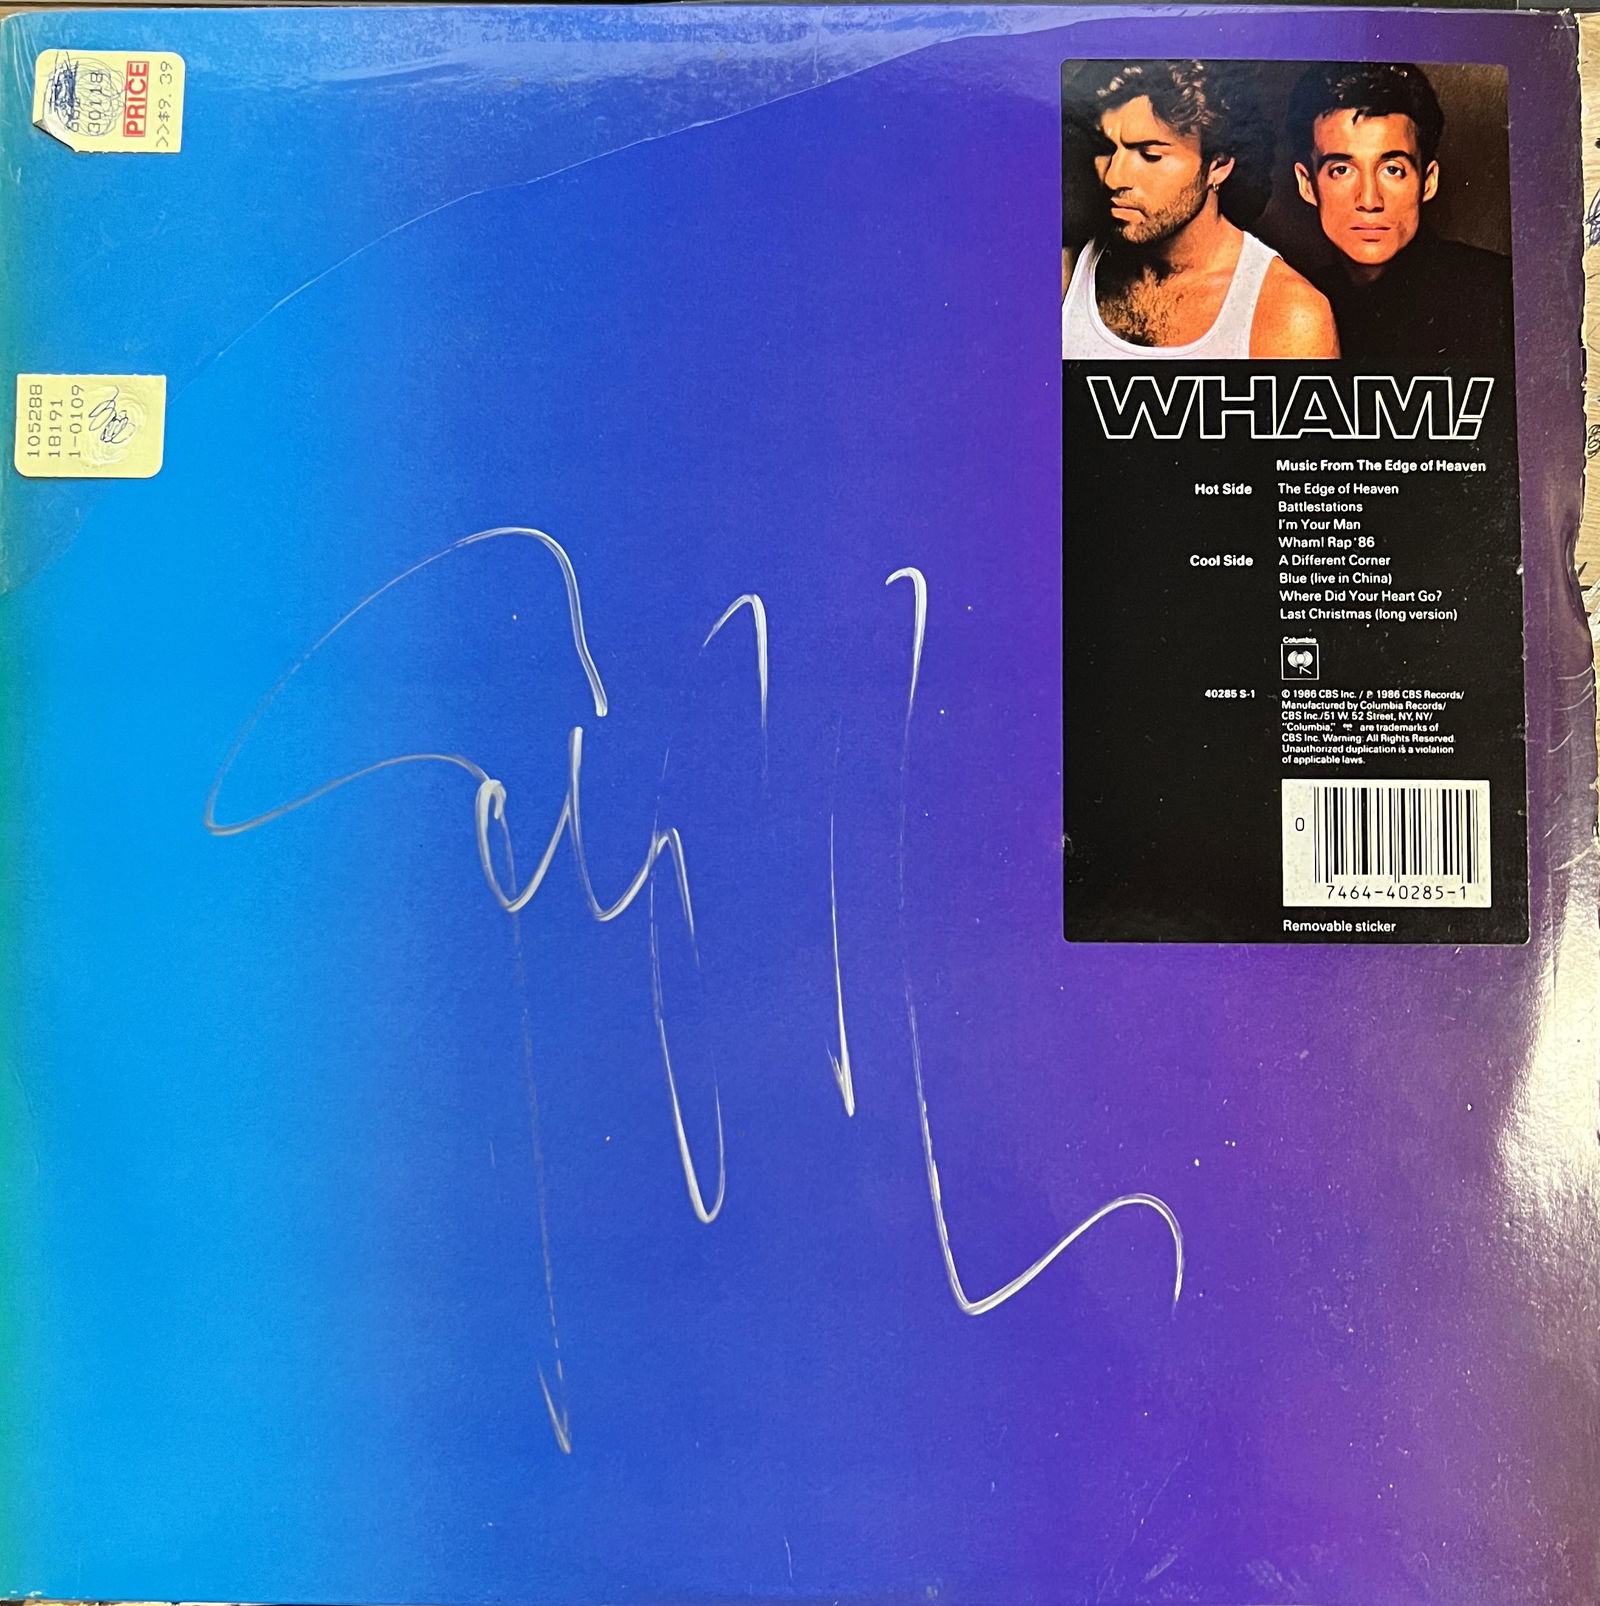 30118
PRICE
>>$9.39
105288
18191
1-0109
WHAM!
Music From The Edge of Heaven
Hot Side The Edge of Heaven
Battlestations
I'm Your Man
Wham! Rap '86
Cool Side A Different Corner
Blue (live in China)
Where Did Your Heart Go?
Last Christmas (long version)
Columbia
40285 S-1 © 1986 CBS Inc. / ℗ 1986 CBS Records/
Manufactured by Columbia Records/
CBS Inc./51 W. 52 Street, NY, NY/
"Columbia," are trademarks of
CBS Inc. Warning: All Rights Reserved.
Unauthorized duplication is a violation
of applicable laws.
0 7464-40285-1
Removable sticker